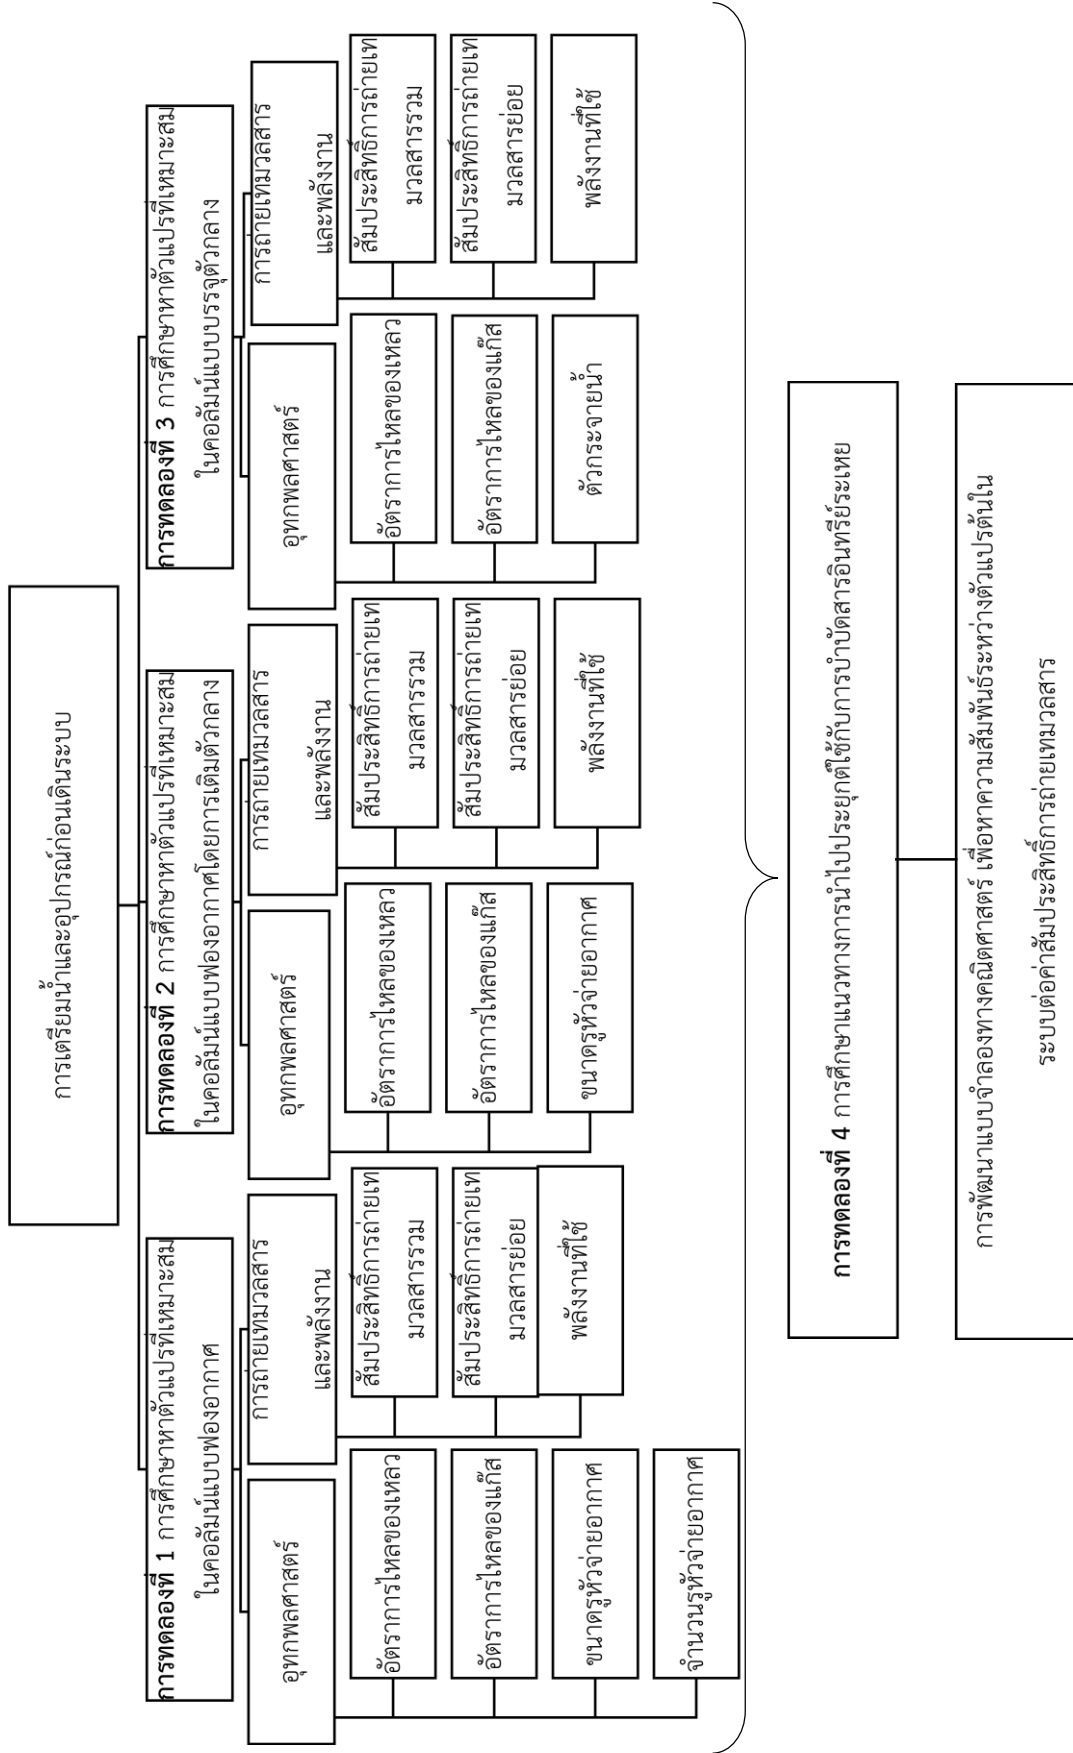 การเตรียมน้ำและอุปกรณ์ก่อนเดินระบบ
การทดลองที่ 1 การศึกษาหาตัวแปรที่เหมาะสม
ในคอลัมน์แบบฟองอากาศ
อุทกพลศาสตร์
อัตราการไหลของเหลว
อัตราการไหลของแก๊ส
ขนาดรูหัวจ่ายอากาศ
จำนวนรูหัวจ่ายอากาศ
การถ่ายเทมวลสาร
และพลังงาน
สัมประสิทธิ์การถ่ายเท
มวลสารรวม
สัมประสิทธิ์การถ่ายเท
มวลสารย่อย
พลังงานที่ใช้
การทดลองที่ 2 การศึกษาหาตัวแปรที่เหมาะสม
ในคอลัมน์แบบฟองอากาศโดยการเติมตัวกลาง
อุทกพลศาสตร์
อัตราการไหลของเหลว
อัตราการไหลของแก๊ส
ขนาดรูหัวจ่ายอากาศ
การถ่ายเทมวลสาร
และพลังงาน
สัมประสิทธิ์การถ่ายเท
มวลสารรวม
สัมประสิทธิ์การถ่ายเท
มวลสารย่อย
พลังงานที่ใช้
การทดลองที่ 3 การศึกษาหาตัวแปรที่เหมาะสม
ในคอลัมน์แบบบรรจุตัวกลาง
อุทกพลศาสตร์
อัตราการไหลของเหลว
อัตราการไหลของแก๊ส
ตัวกระจายน้ำ
การถ่ายเทมวลสาร
และพลังงาน
สัมประสิทธิ์การถ่ายเท
มวลสารรวม
สัมประสิทธิ์การถ่ายเท
มวลสารย่อย
พลังงานที่ใช้
การทดลองที่ 4 การศึกษาแนวทางการนำไปประยุกต์ใช้กับการบำบัดสารอินทรีย์ระเหย
การพัฒนาแบบจำลองทางคณิตศาสตร์ เพื่อหาความสัมพันธ์ระหว่างตัวแปรต้นใน
ระบบต่อค่าสัมประสิทธิ์การถ่ายเทมวลสาร